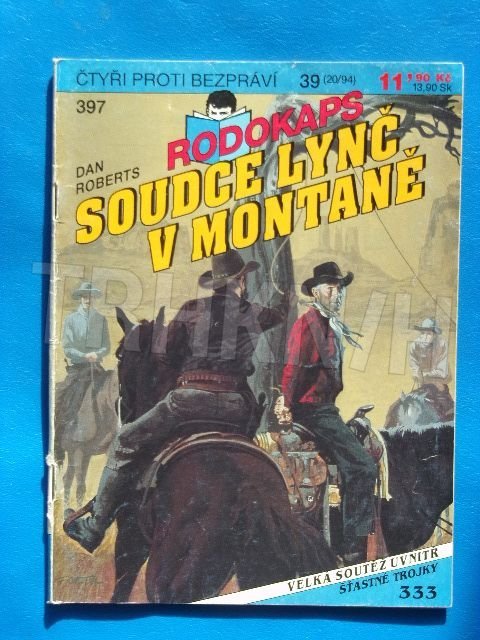 ČTYŘI PROTI BEZPRÁVÍ 39 (20/94) 11,90 Kč
13,90 Sk
397
RODOKAPS
DAN
ROBERTS
SOUDCE LYNČ
V MONTANĚ
VELKÁ SOUTĚŽ UVNITŘ
ŠŤASTNÉ TROJKY
333